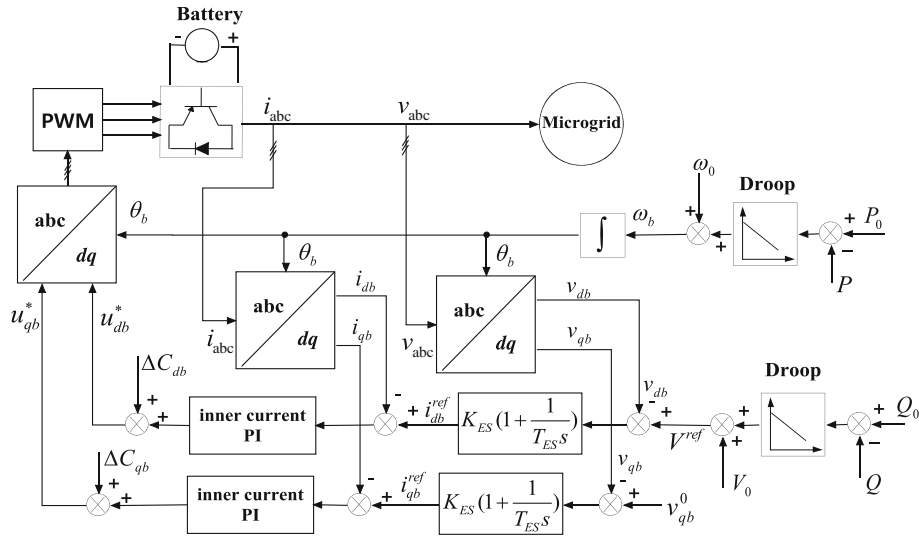 Battery
- +
PWM
i_abc
v_abc
Microgrid
ω_0
Droop
abc
dq
θ_b
∫
ω_b
+
+
+
P_0
-
P
θ_b
θ_b
u*_qb
u*_db
i_abc
abc
dq
i_db
i_qb
v_abc
abc
dq
v_db
v_qb
ΔC_db
+
+
inner current
PI
-
+
i_db^ref
K_ES(1+1/(T_ES s))
v_db
-
+
V^ref
+
+
V_0
Droop
+
Q_0
-
Q
ΔC_qb
+
+
inner current
PI
-
+
i_qb^ref
K_ES(1+1/(T_ES s))
v_qb
-
+
v_qb^0